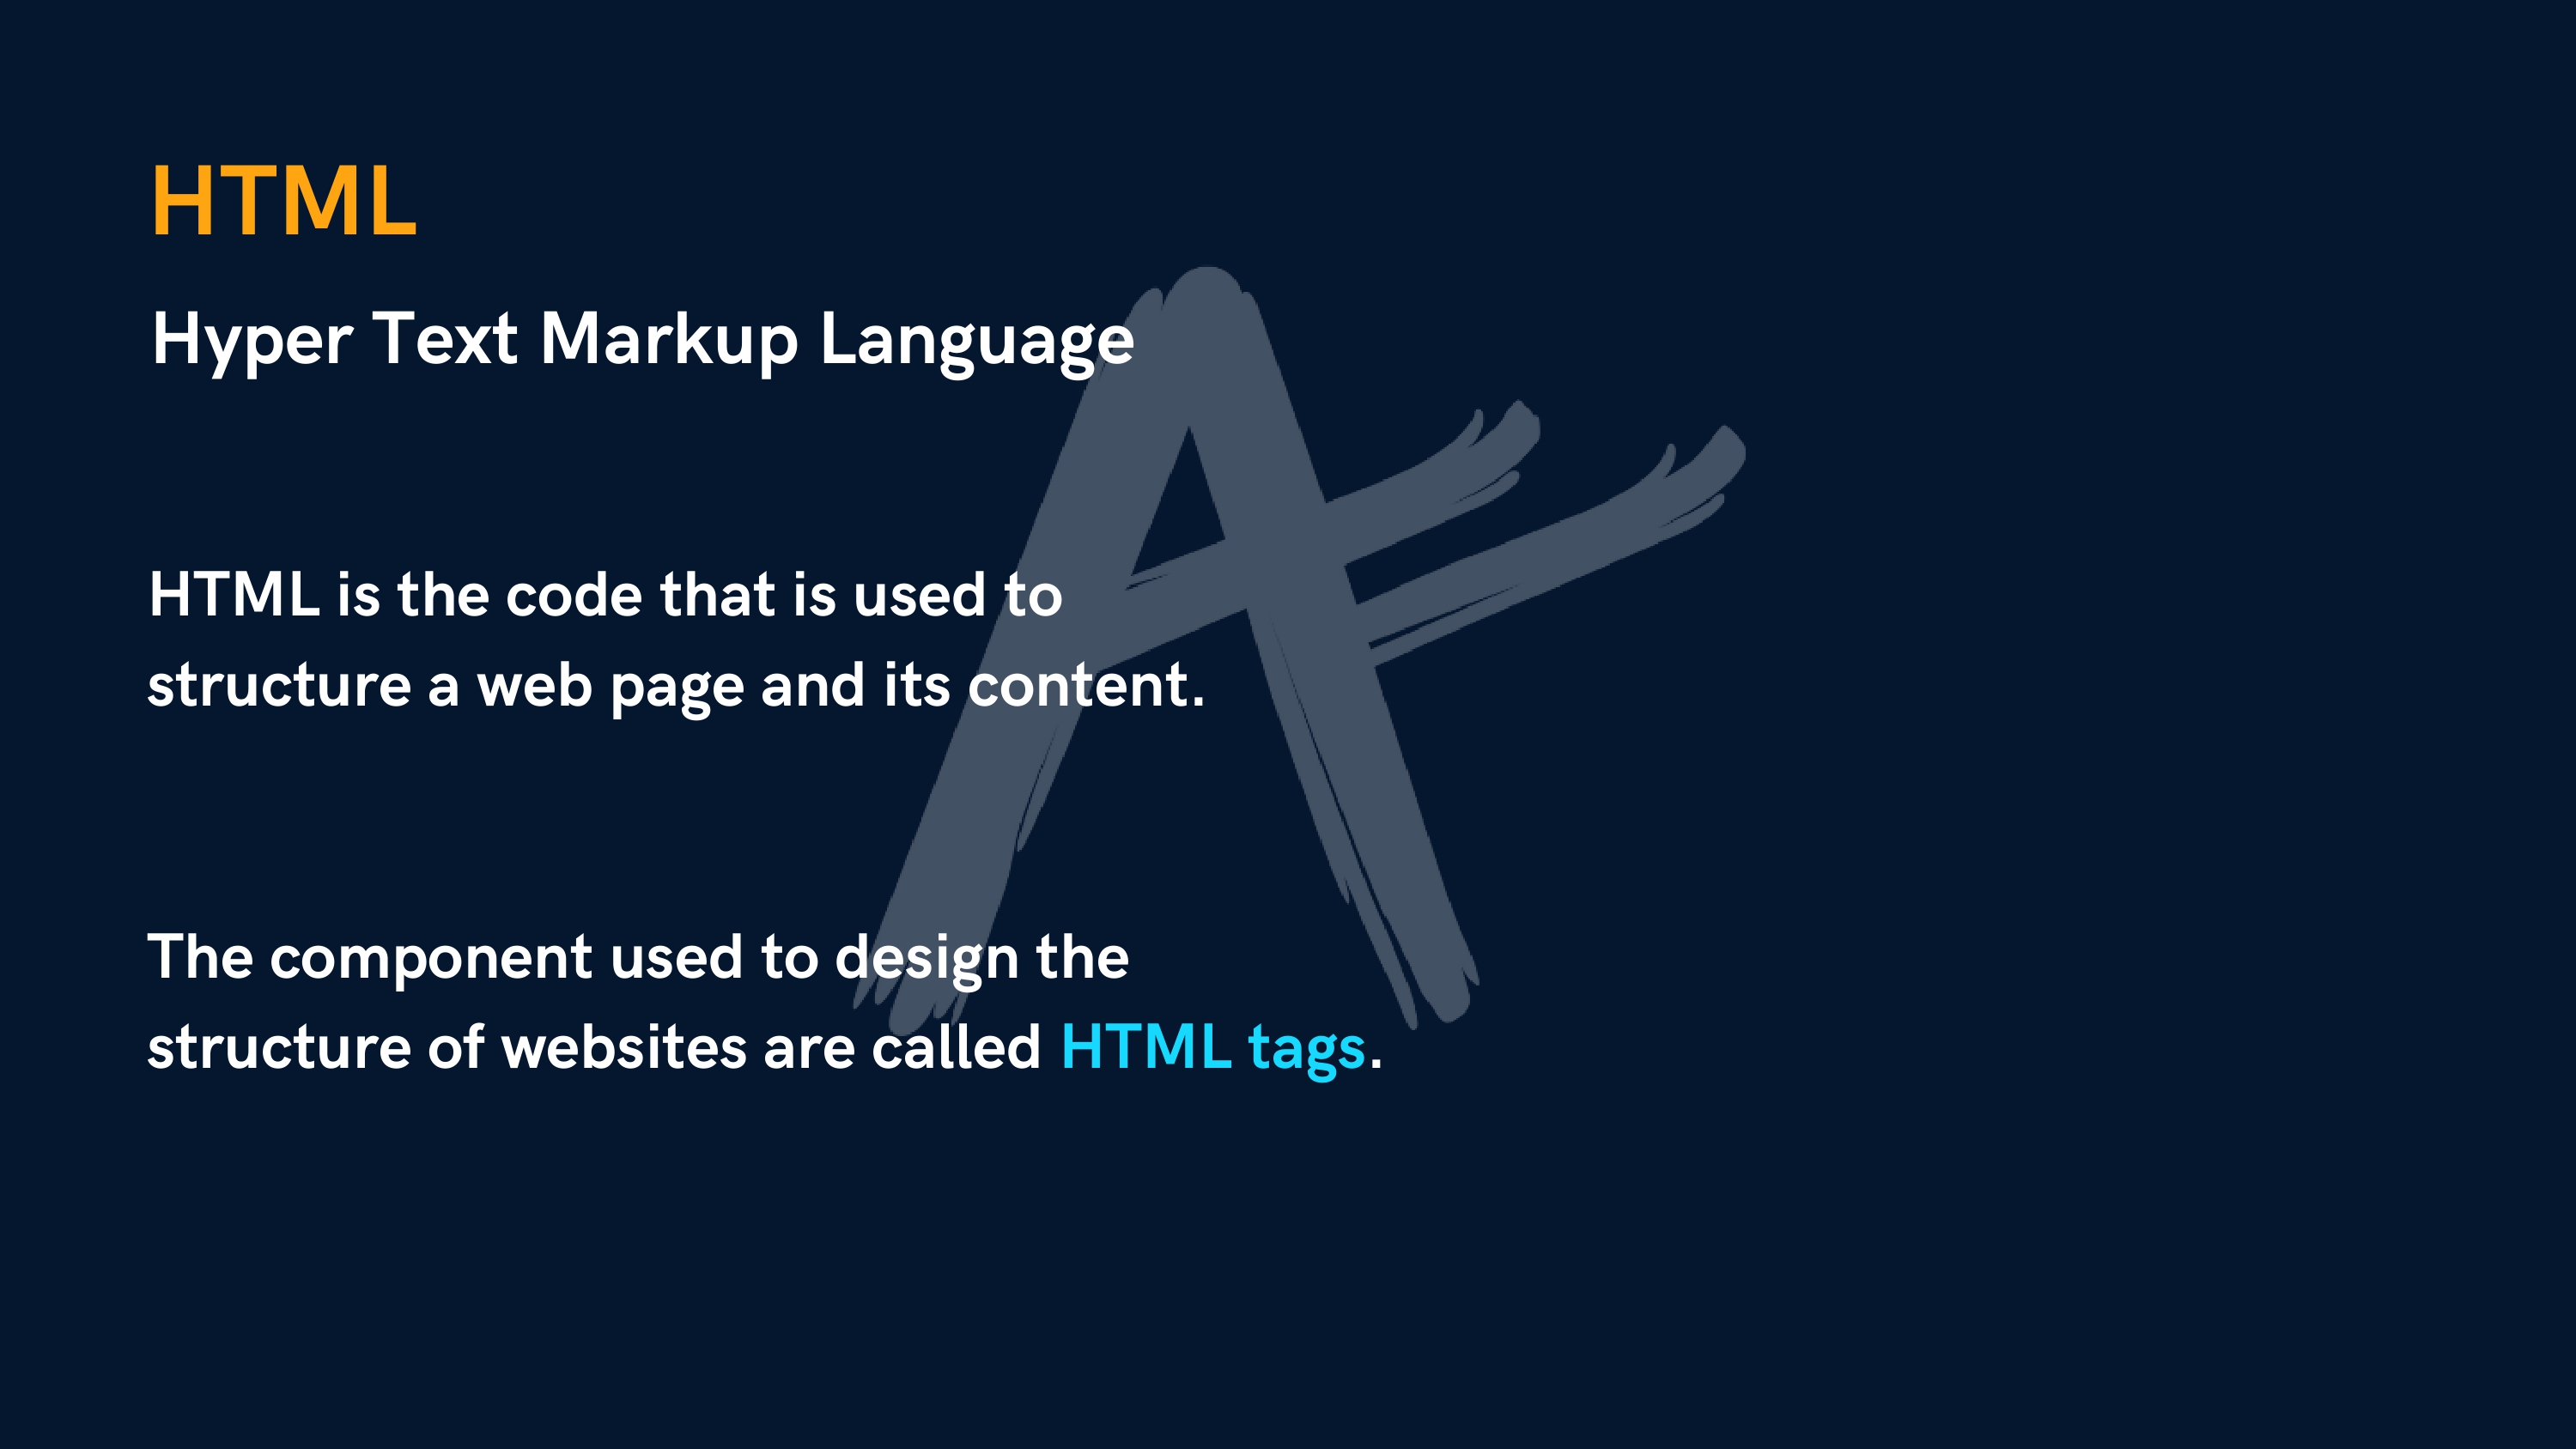 HTML
Hyper Text Markup Language
HTML is the code that is used to
structure a web page and its content.
The component used to design the
structure of websites are called HTML tags.